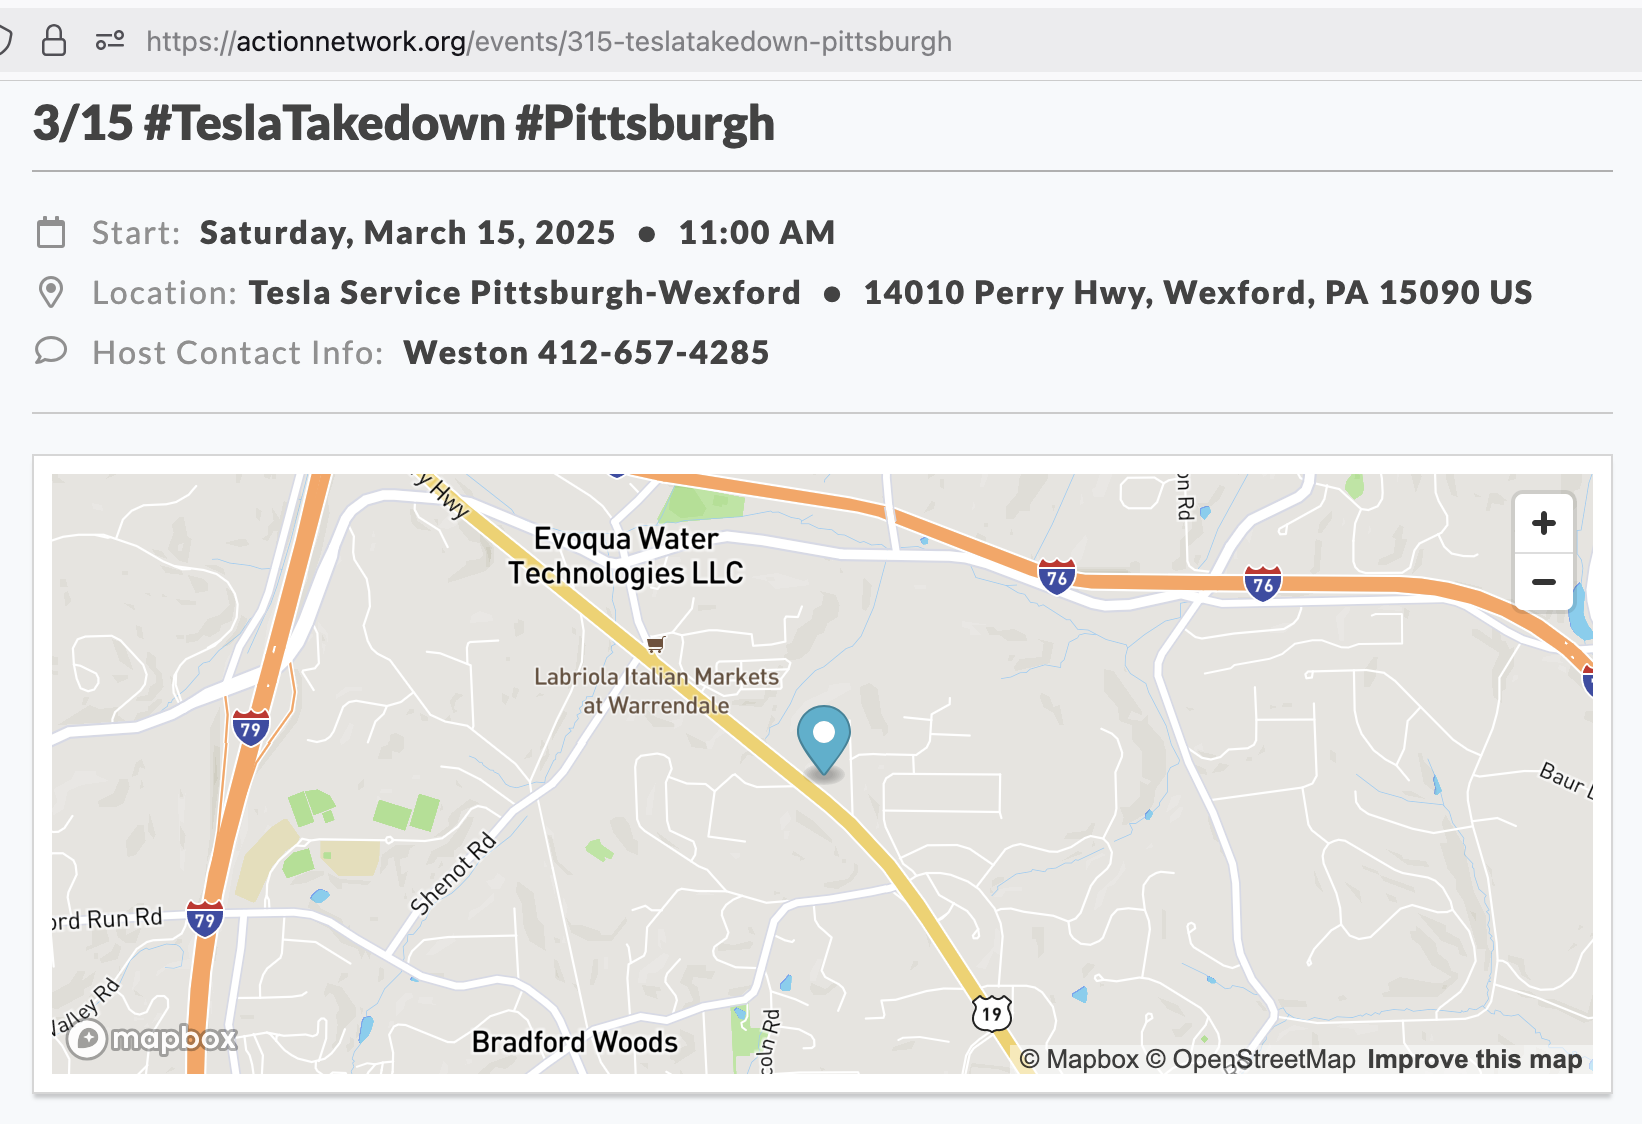 https://actionnetwork.org/events/315-teslatakedown-pittsburgh
3/15 #TeslaTakedown #Pittsburgh
Start: Saturday, March 15, 2025 ● 11:00 AM
Location: Tesla Service Pittsburgh-Wexford ● 14010 Perry Hwy, Wexford, PA 15090 US
Host Contact Info: Weston 412-657-4285
y Hwy
on Rd
+
−
Evoqua Water
Technologies LLC
76
76
Labriola Italian Markets
at Warrendale
79
Baur
Shenot Rd
ord Run Rd
79
Valley Rd
19
mapbox
Bradford Woods
coln Rd
© Mapbox © OpenStreetMap Improve this map